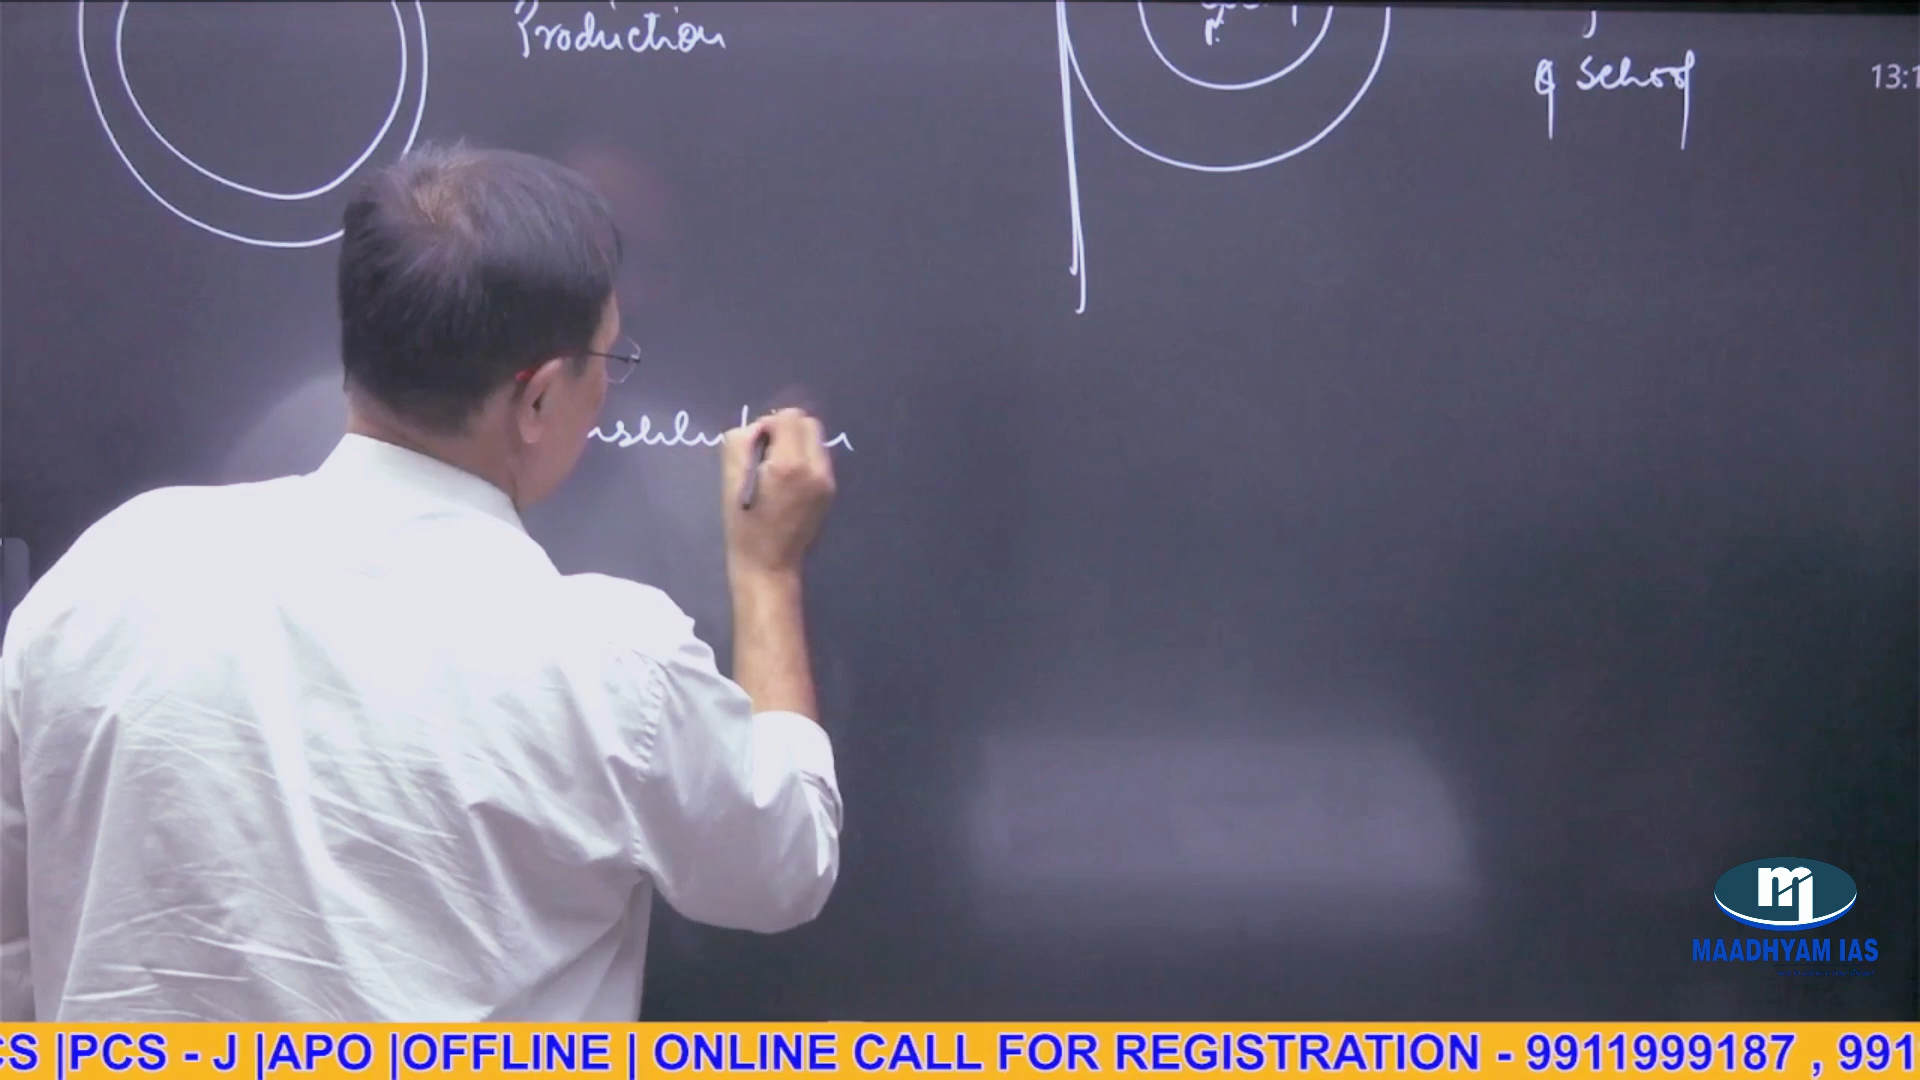 Production
school
13:1
MAADHYAM IAS
CS |PCS - J |APO |OFFLINE | ONLINE CALL FOR REGISTRATION - 9911999187 , 991